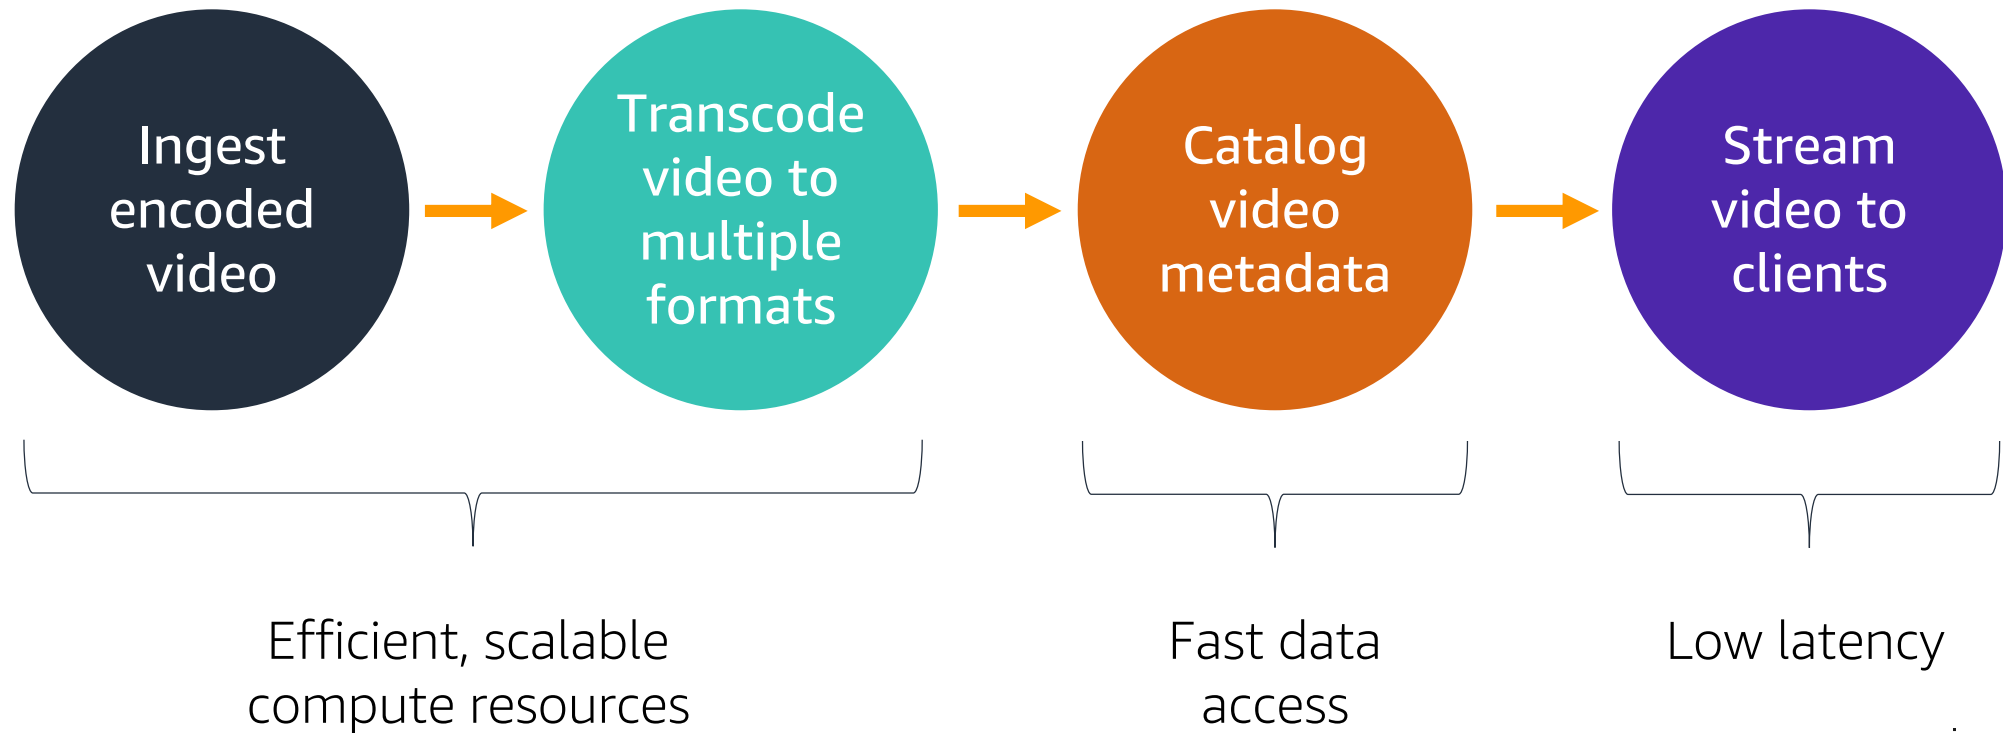 Ingest
encoded
video
Transcode
video to
multiple
formats
Catalog
video
metadata
Stream
video to
clients
Efficient, scalable
compute resources
Fast data
access
Low latency